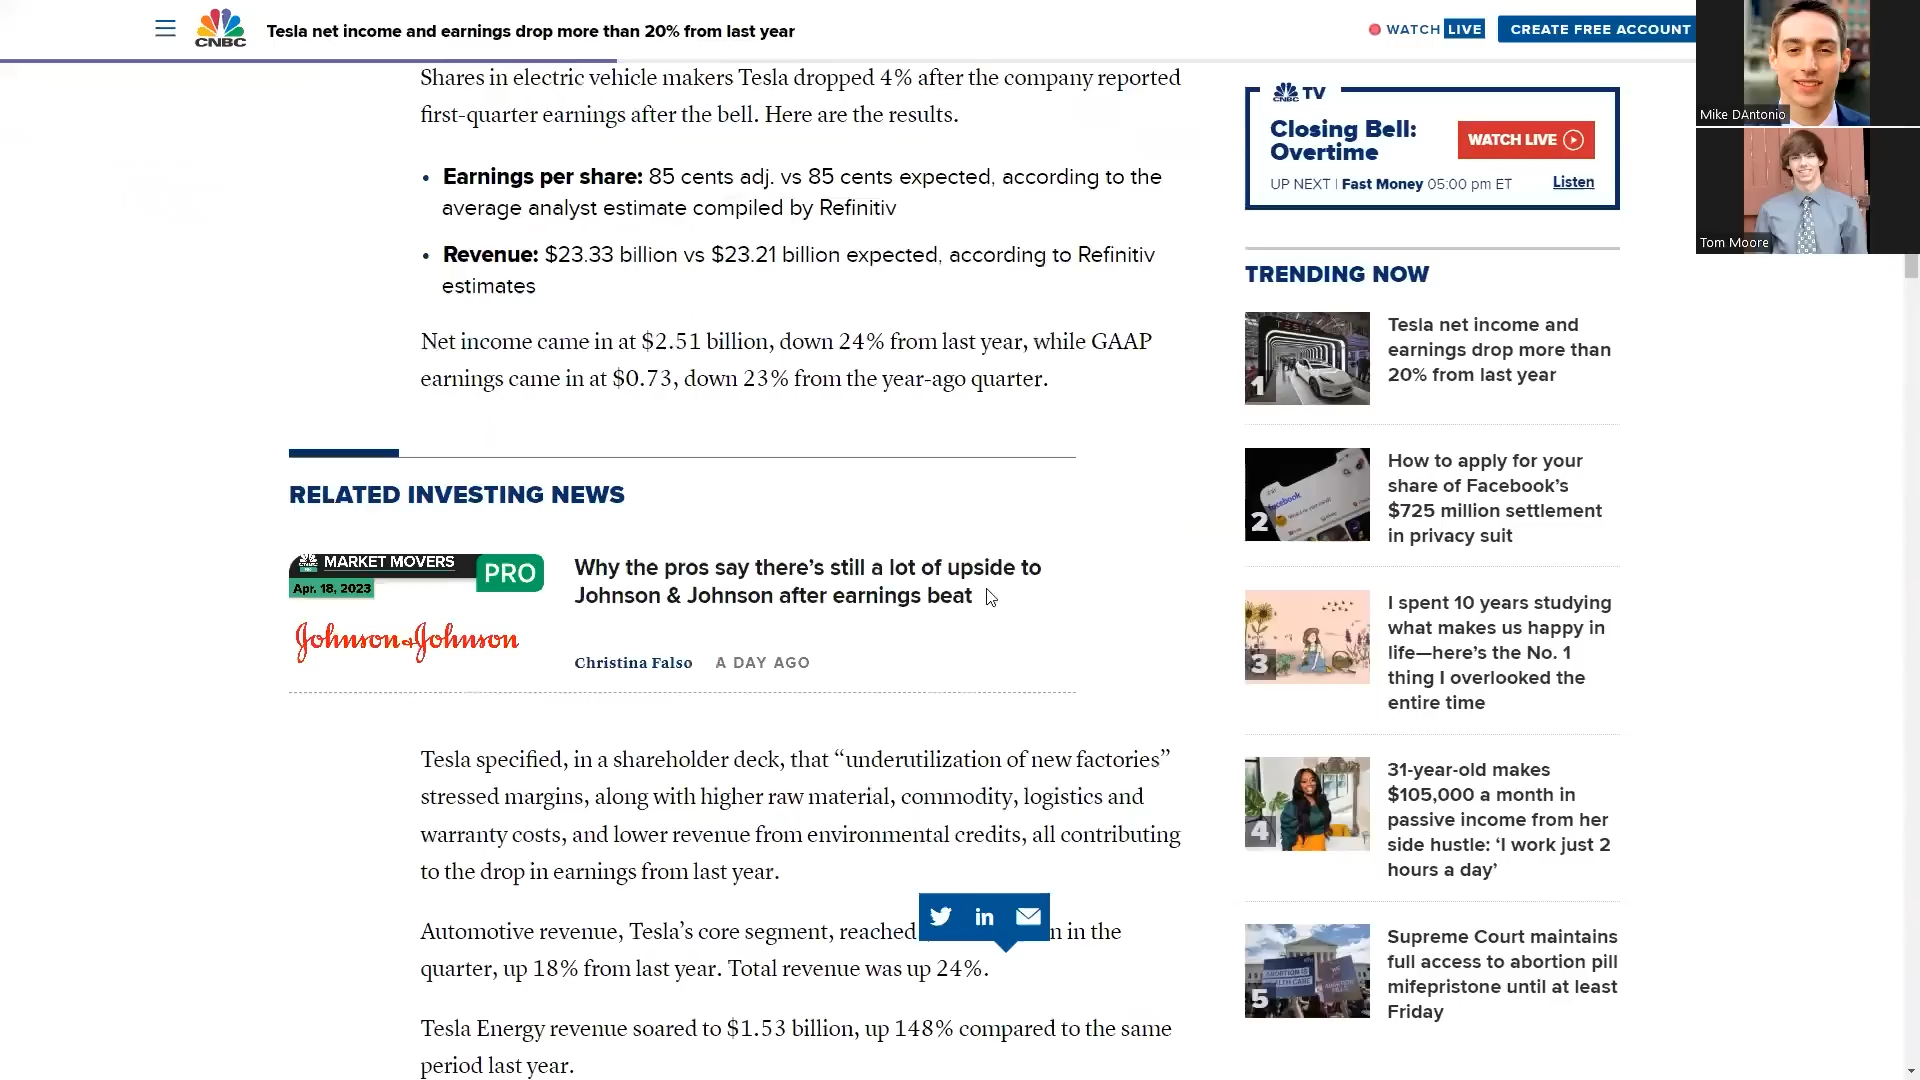 CNBC
Tesla net income and earnings drop more than 20% from last year
WATCH LIVE
CREATE FREE ACCOUNT
Mike DAntonio
Tom Moore
Shares in electric vehicle makers Tesla dropped 4% after the company reported
first-quarter earnings after the bell. Here are the results.
• Earnings per share: 85 cents adj. vs 85 cents expected, according to the
average analyst estimate compiled by Refinitiv
• Revenue: $23.33 billion vs $23.21 billion expected, according to Refinitiv
estimates
Net income came in at $2.51 billion, down 24% from last year, while GAAP
earnings came in at $0.73, down 23% from the year-ago quarter.
RELATED INVESTING NEWS
MARKET MOVERS
PRO
Apr. 18, 2023
Johnson & Johnson
Why the pros say there’s still a lot of upside to
Johnson & Johnson after earnings beat
Christina Falso A DAY AGO
Tesla specified, in a shareholder deck, that “underutilization of new factories”
stressed margins, along with higher raw material, commodity, logistics and
warranty costs, and lower revenue from environmental credits, all contributing
to the drop in earnings from last year.
Automotive revenue, Tesla’s core segment, reached n in the
quarter, up 18% from last year. Total revenue was up 24%.
Tesla Energy revenue soared to $1.53 billion, up 148% compared to the same
period last year.
CNBC TV
Closing Bell:
Overtime
WATCH LIVE
UP NEXT | Fast Money 05:00 pm ET
Listen
TRENDING NOW
TESLA
1
Tesla net income and
earnings drop more than
20% from last year
facebook
2
How to apply for your
share of Facebook’s
$725 million settlement
in privacy suit
3
I spent 10 years studying
what makes us happy in
life—here’s the No. 1
thing I overlooked the
entire time
4
31-year-old makes
$105,000 a month in
passive income from her
side hustle: ‘I work just 2
hours a day’
ABORTION IS
HEALTH CARE
5
Supreme Court maintains
full access to abortion pill
mifepristone until at least
Friday